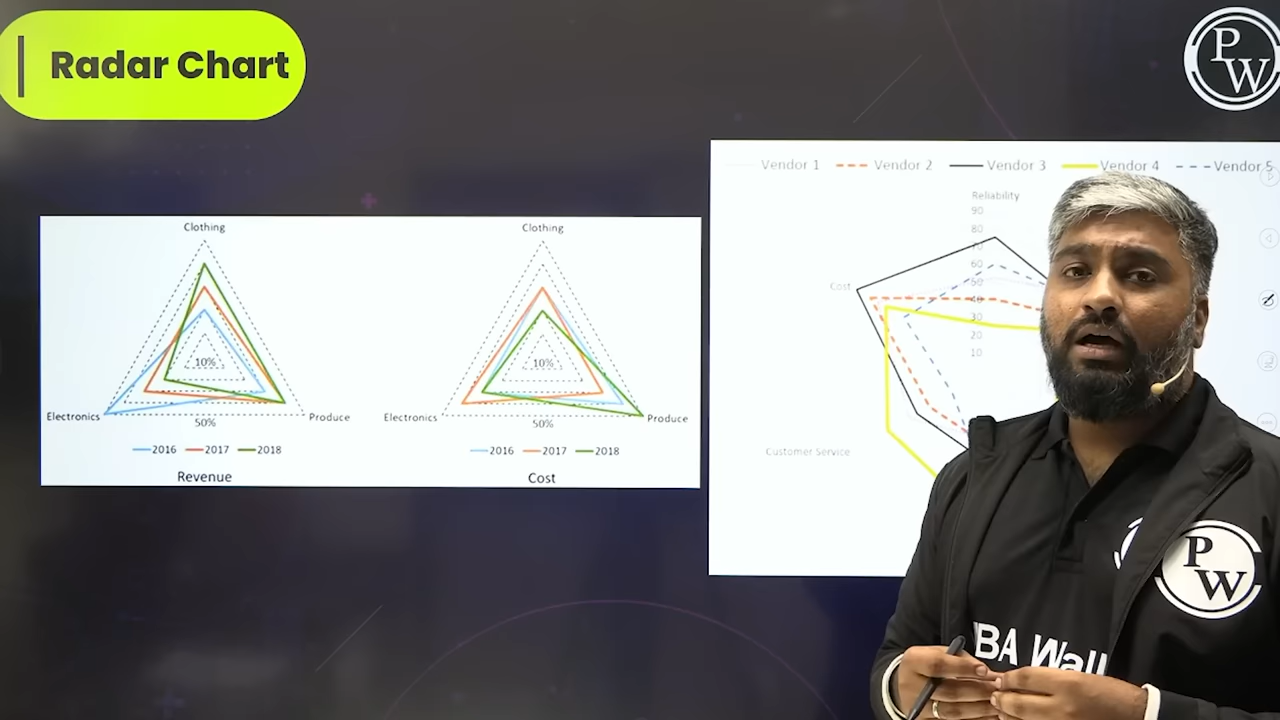 Radar Chart
PW
Clothing
10%
Electronics
Produce
50%
2016 2017 2018
Revenue
Clothing
10%
Electronics
Produce
50%
2016 2017 2018
Cost
Vendor 1 Vendor 2 Vendor 3 Vendor 4 Vendor 5
Reliability
90
80
70
60
50
40
30
20
10
Cost
Customer Service
PW